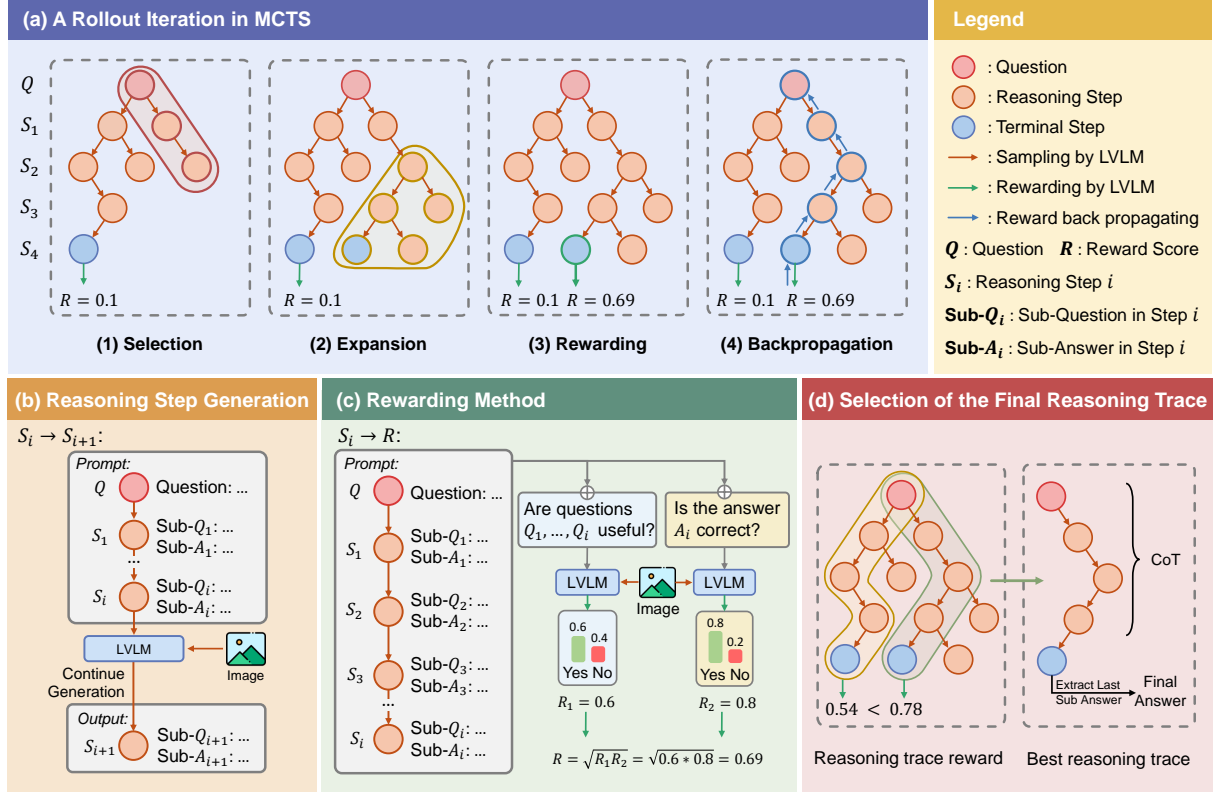 (a) A Rollout Iteration in MCTS
Q
S₁
S₂
S₃
S₄
R = 0.1
(1) Selection
R = 0.1
(2) Expansion
R = 0.1 R = 0.69
(3) Rewarding
R = 0.1 R = 0.69
(4) Backpropagation
Legend
: Question
: Reasoning Step
: Terminal Step
: Sampling by LVLM
: Rewarding by LVLM
: Reward back propagating
Q : Question R : Reward Score
Sᵢ : Reasoning Step i
Sub-Qᵢ : Sub-Question in Step i
Sub-Aᵢ : Sub-Answer in Step i
(b) Reasoning Step Generation
Sᵢ → Sᵢ₊₁:
Prompt:
Q Question: ...
S₁ Sub-Q₁: ...
Sub-A₁: ...
...
Sᵢ Sub-Qᵢ: ...
Sub-Aᵢ: ...
LVLM
Image
Continue
Generation
Output:
Sᵢ₊₁ Sub-Qᵢ₊₁: ...
Sub-Aᵢ₊₁: ...
(c) Rewarding Method
Sᵢ → R:
Prompt:
Q Question: ...
S₁ Sub-Q₁: ...
Sub-A₁: ...
S₂ Sub-Q₂: ...
Sub-A₂: ...
S₃ Sub-Q₃: ...
Sub-A₃: ...
...
Sᵢ Sub-Qᵢ: ...
Sub-Aᵢ: ...
Are questions
Q₁, ..., Qᵢ useful?
Is the answer
Aᵢ correct?
LVLM
Image
LVLM
0.6
0.4
Yes No
0.8
0.2
Yes No
R₁ = 0.6
R₂ = 0.8
R = √R₁R₂ = √0.6 * 0.8 = 0.69
(d) Selection of the Final Reasoning Trace
0.54 < 0.78
Reasoning trace reward
CoT
Extract Last
Sub Answer
Final
Answer
Best reasoning trace